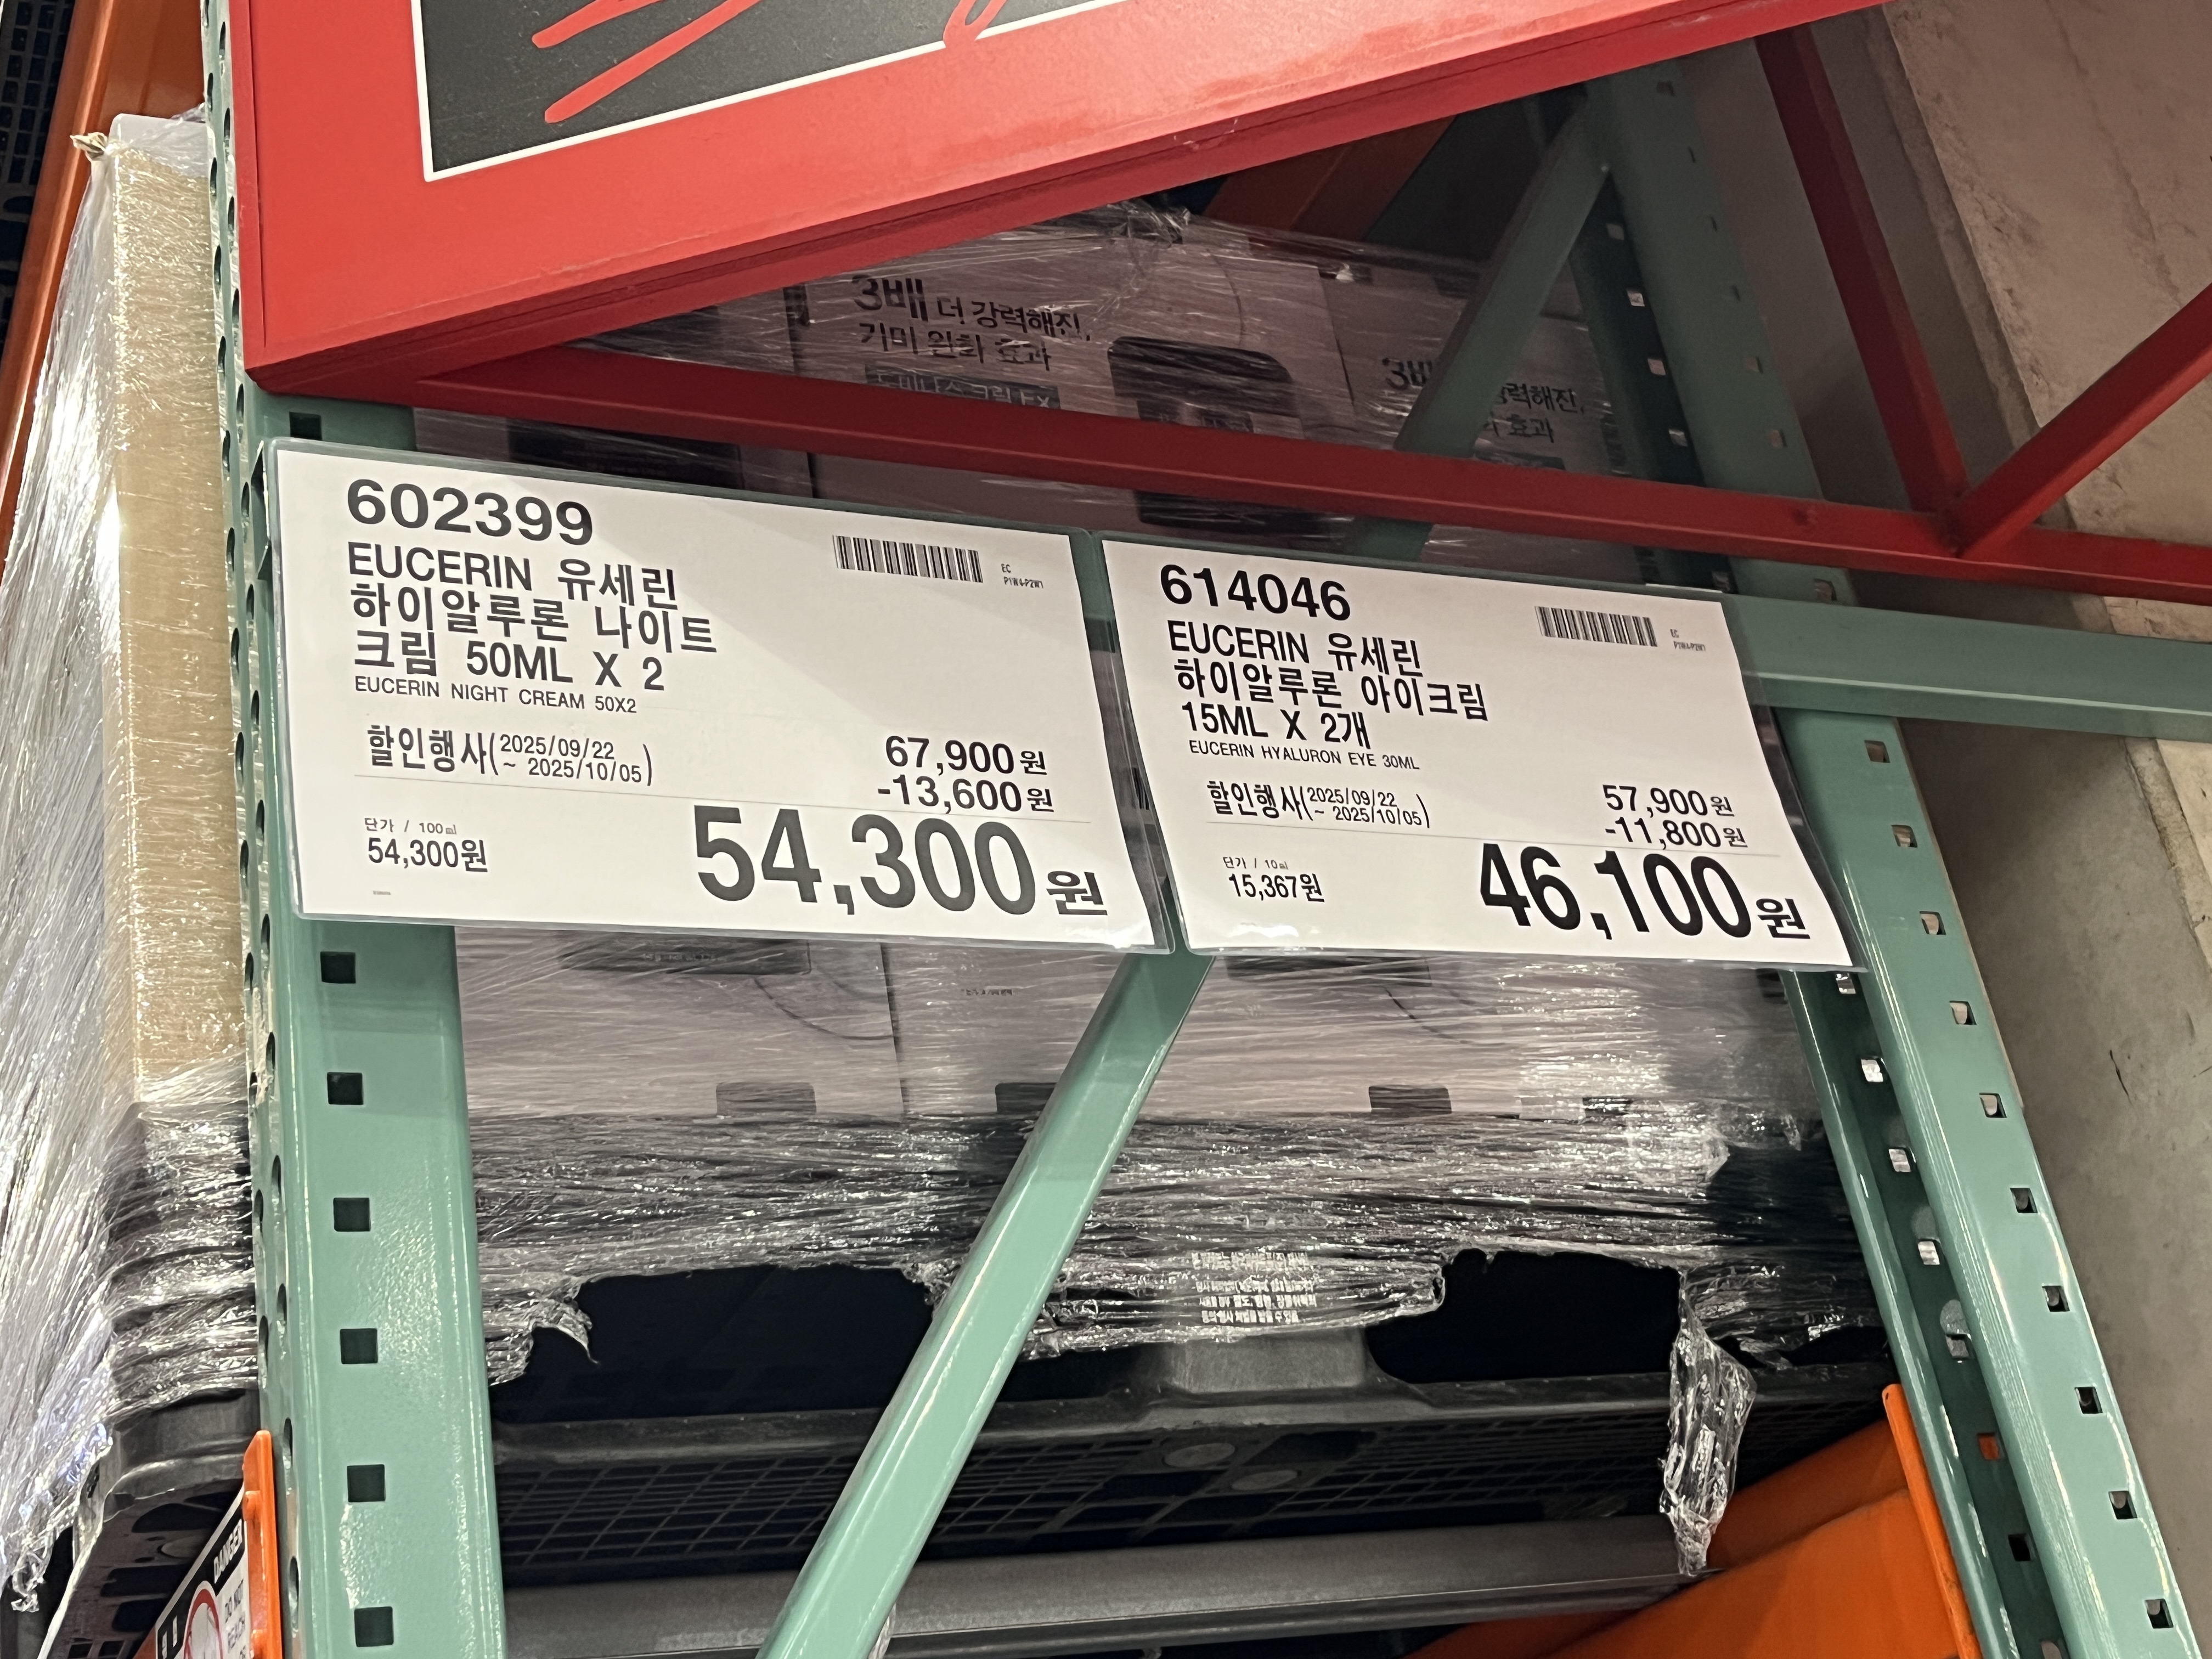 3배 더 강력해진,
기미 완화 효과
602399
EUCERIN 유세린
하이알루론 나이트
크림 50ML X 2
EUCERIN NIGHT CREAM 50X2
할인행사(2025/09/22
~ 2025/10/05)
67,900원
-13,600원
단가 / 100ml
54,300원
54,300원
614046
EUCERIN 유세린
하이알루론 아이크림
15ML X 2개
EUCERIN HYALURON EYE 30ML
할인행사(2025/09/22
~ 2025/10/05)
57,900원
-11,800원
단가 / 10ml
15,367원
46,100원
DANGER
DO NOT
REACH